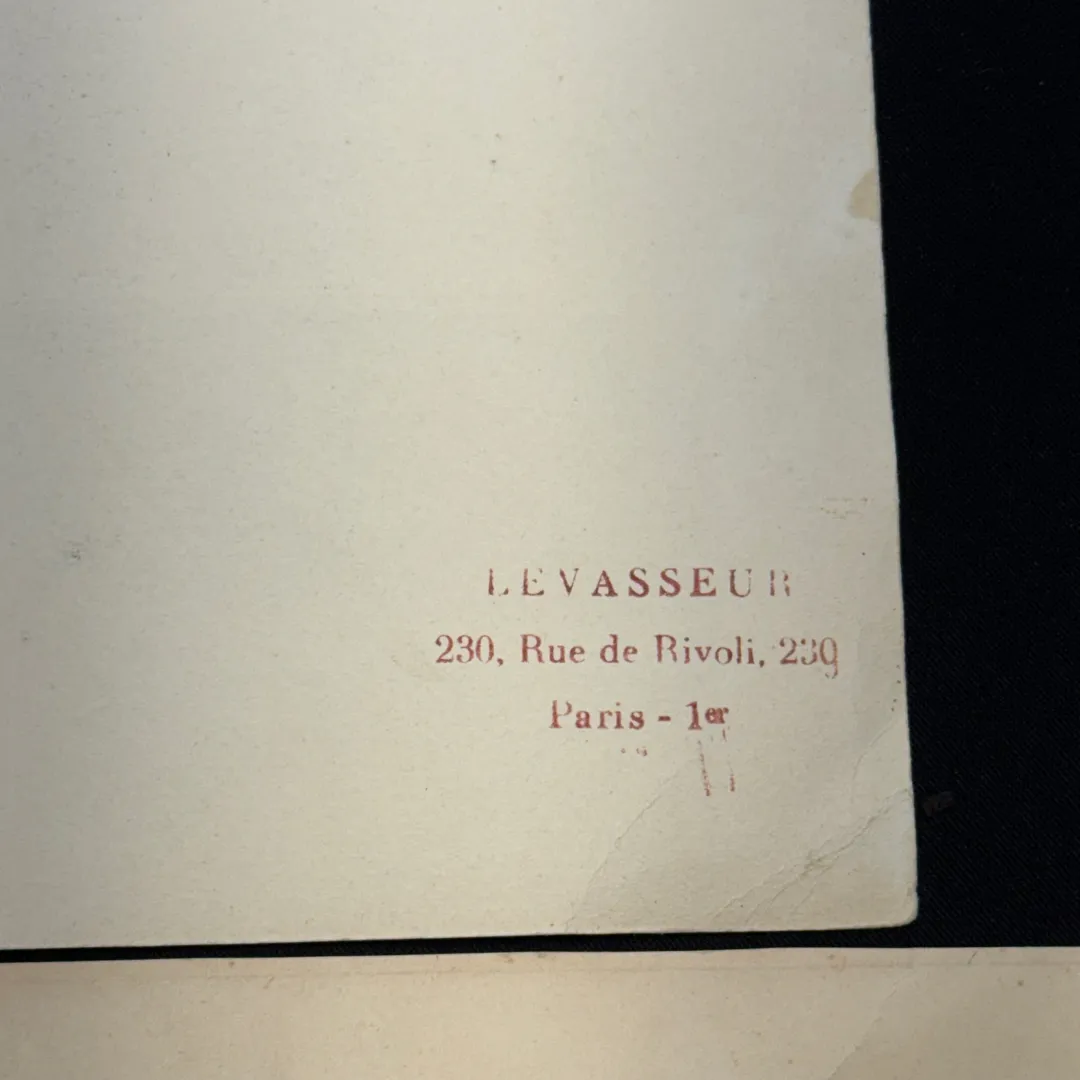 LEVASSEUR
230, Rue de Rivoli, 230
Paris - 1er